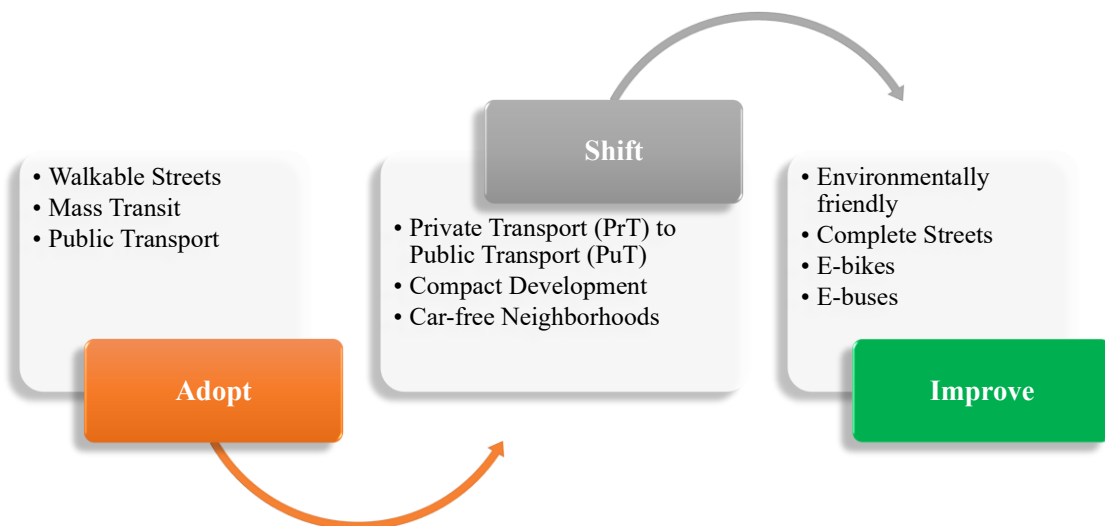 • Walkable Streets
• Mass Transit
• Public Transport
Adopt
Shift
• Private Transport (PrT) to
Public Transport (PuT)
• Compact Development
• Car-free Neighborhoods
• Environmentally
friendly
• Complete Streets
• E-bikes
• E-buses
Improve